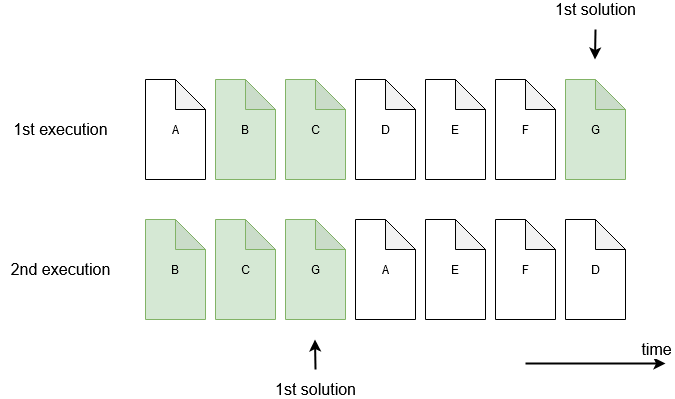 1st solution
1st execution
A
B
C
D
E
F
G
2nd execution
B
C
G
A
E
F
D
time
1st solution